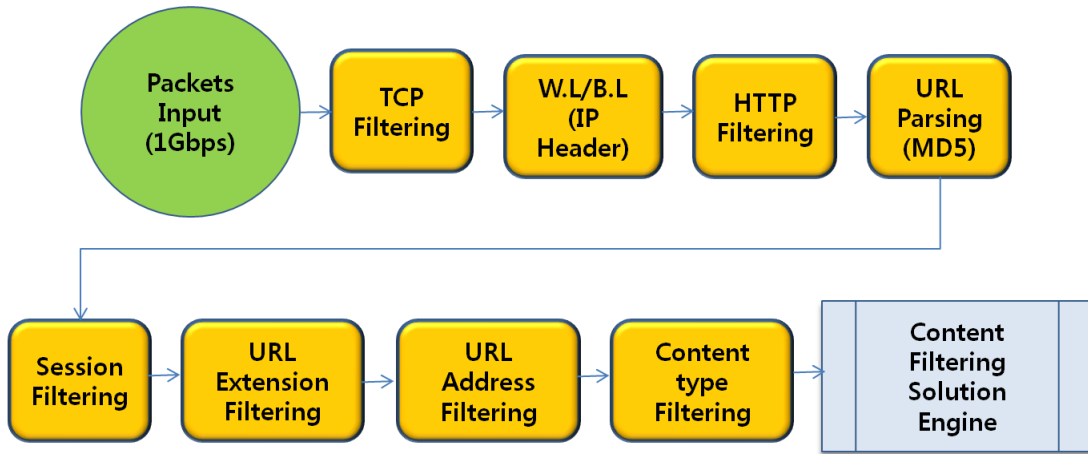 Packets
Input
(1Gbps)
TCP
Filtering
W.L/B.L
(IP
Header)
HTTP
Filtering
URL
Parsing
(MD5)
Session
Filtering
URL
Extension
Filtering
URL
Address
Filtering
Content
type
Filtering
Content
Filtering
Solution
Engine